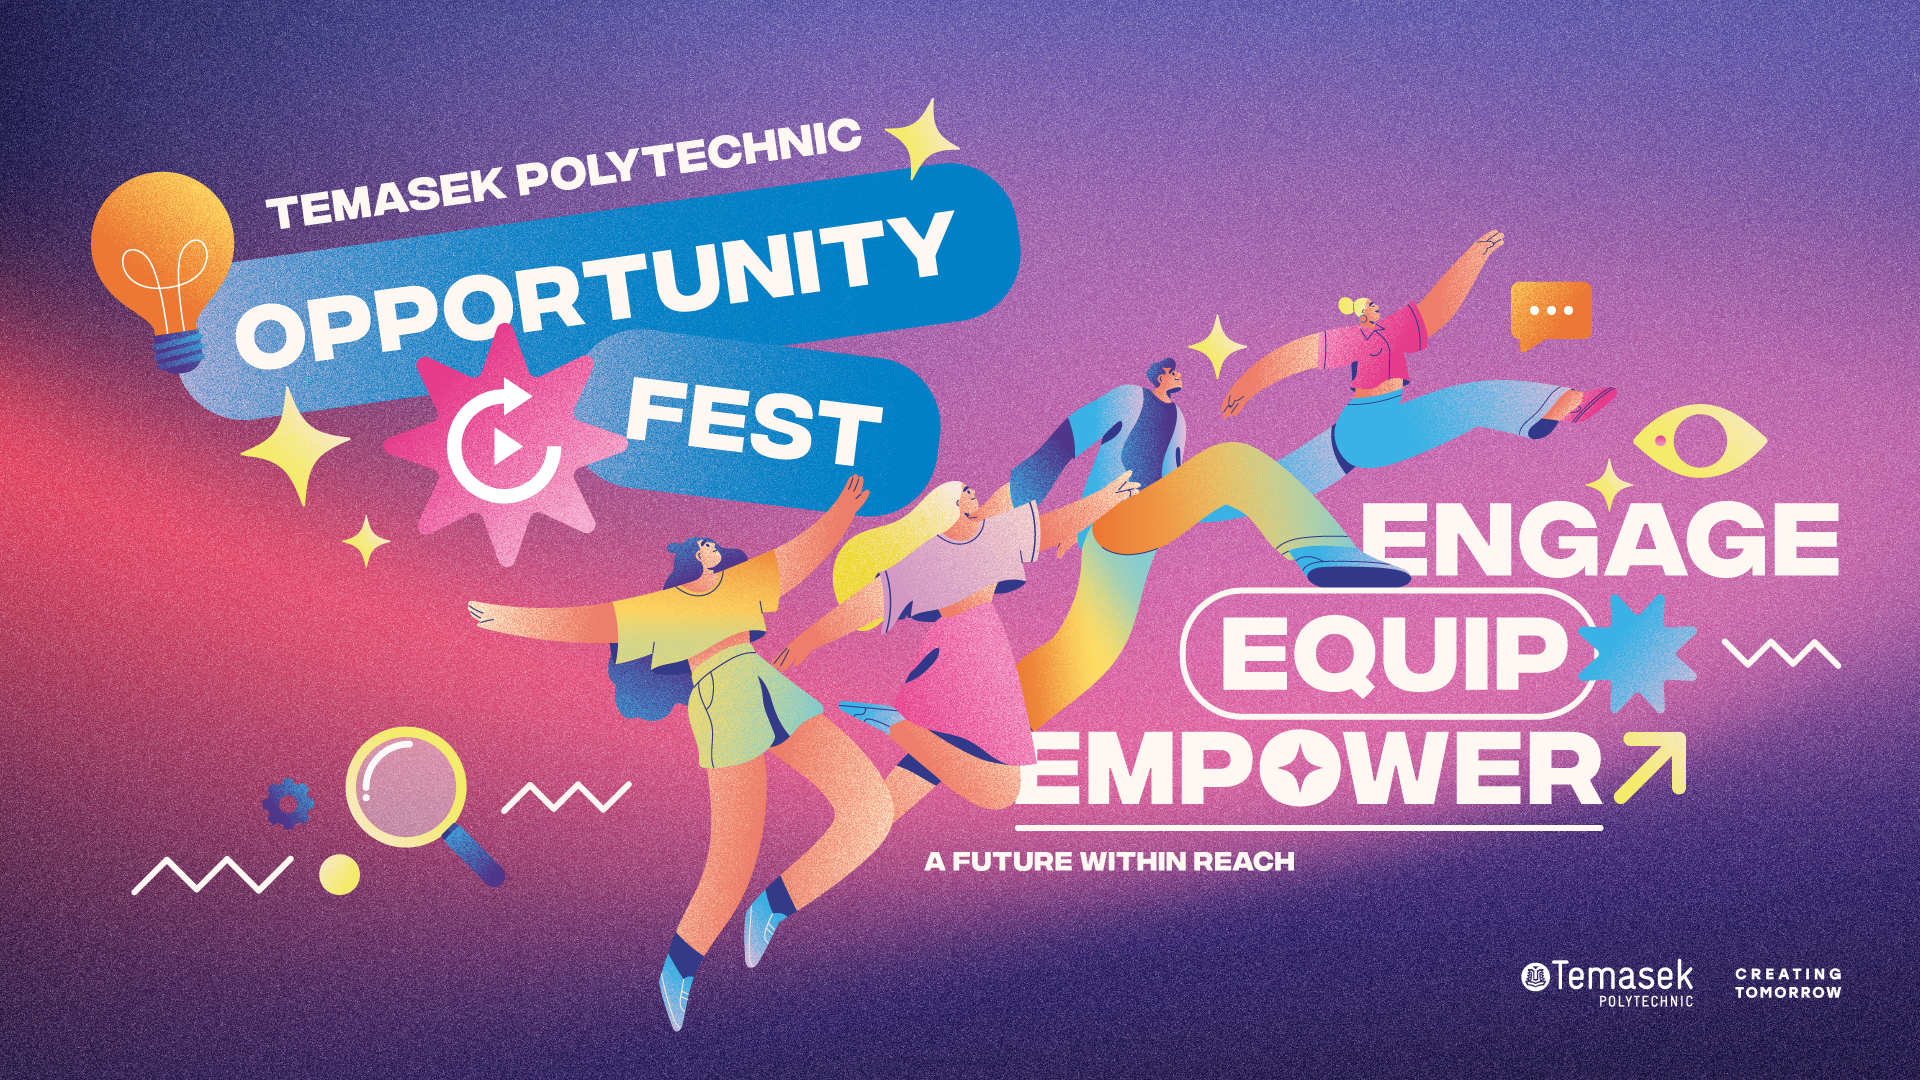 TEMASEK POLYTECHNIC
OPPORTUNITY
FEST
ENGAGE
EQUIP
EMPOWER
A FUTURE WITHIN REACH
Temasek
POLYTECHNIC
CREATING
TOMORROW